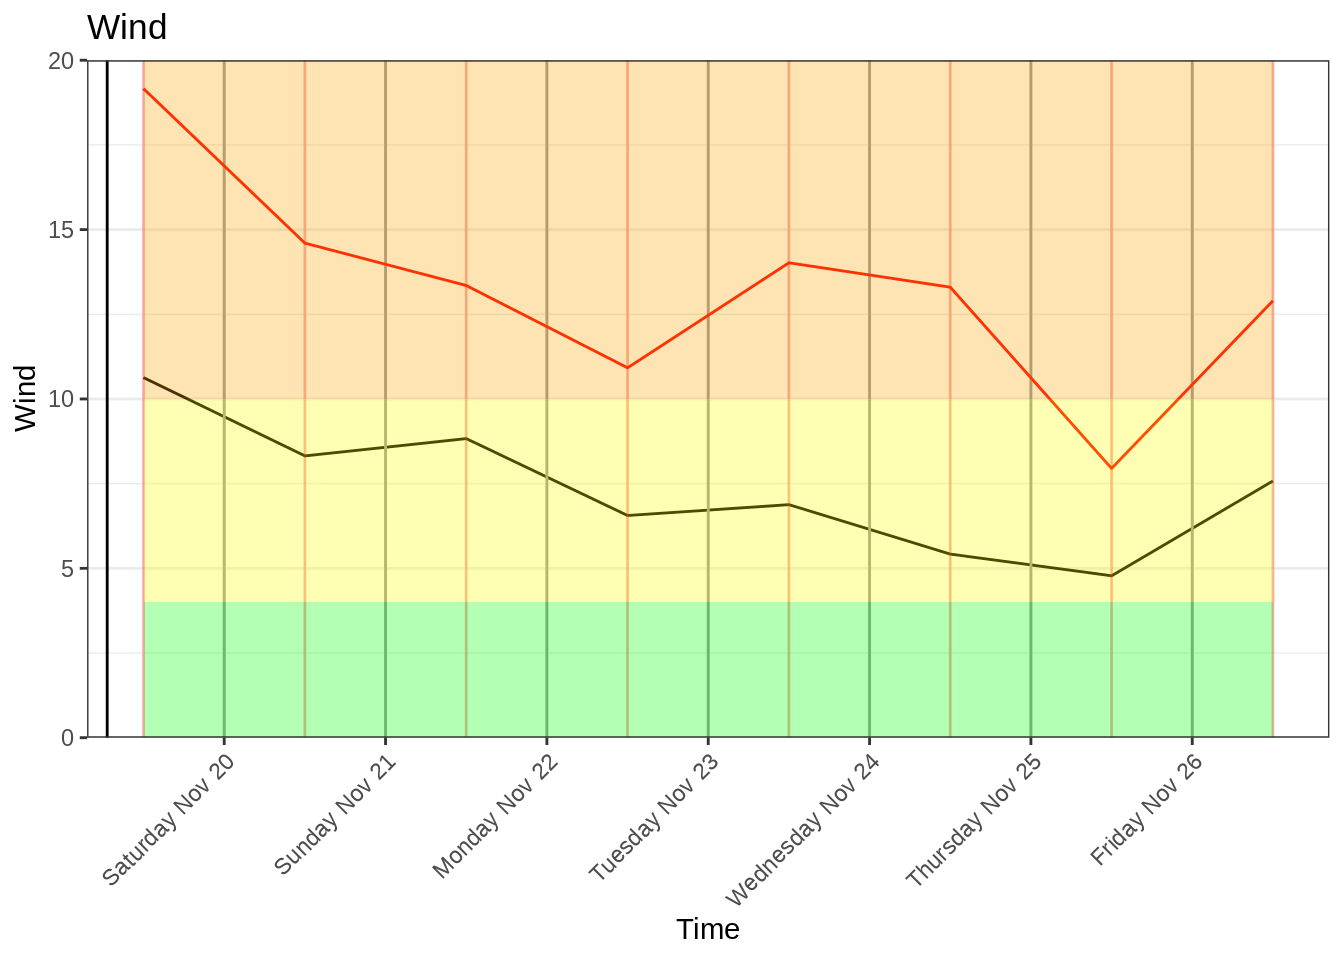 Wind
20
15
10
5
0
Wind
Saturday Nov 20
Sunday Nov 21
Monday Nov 22
Tuesday Nov 23
Wednesday Nov 24
Thursday Nov 25
Friday Nov 26
Time